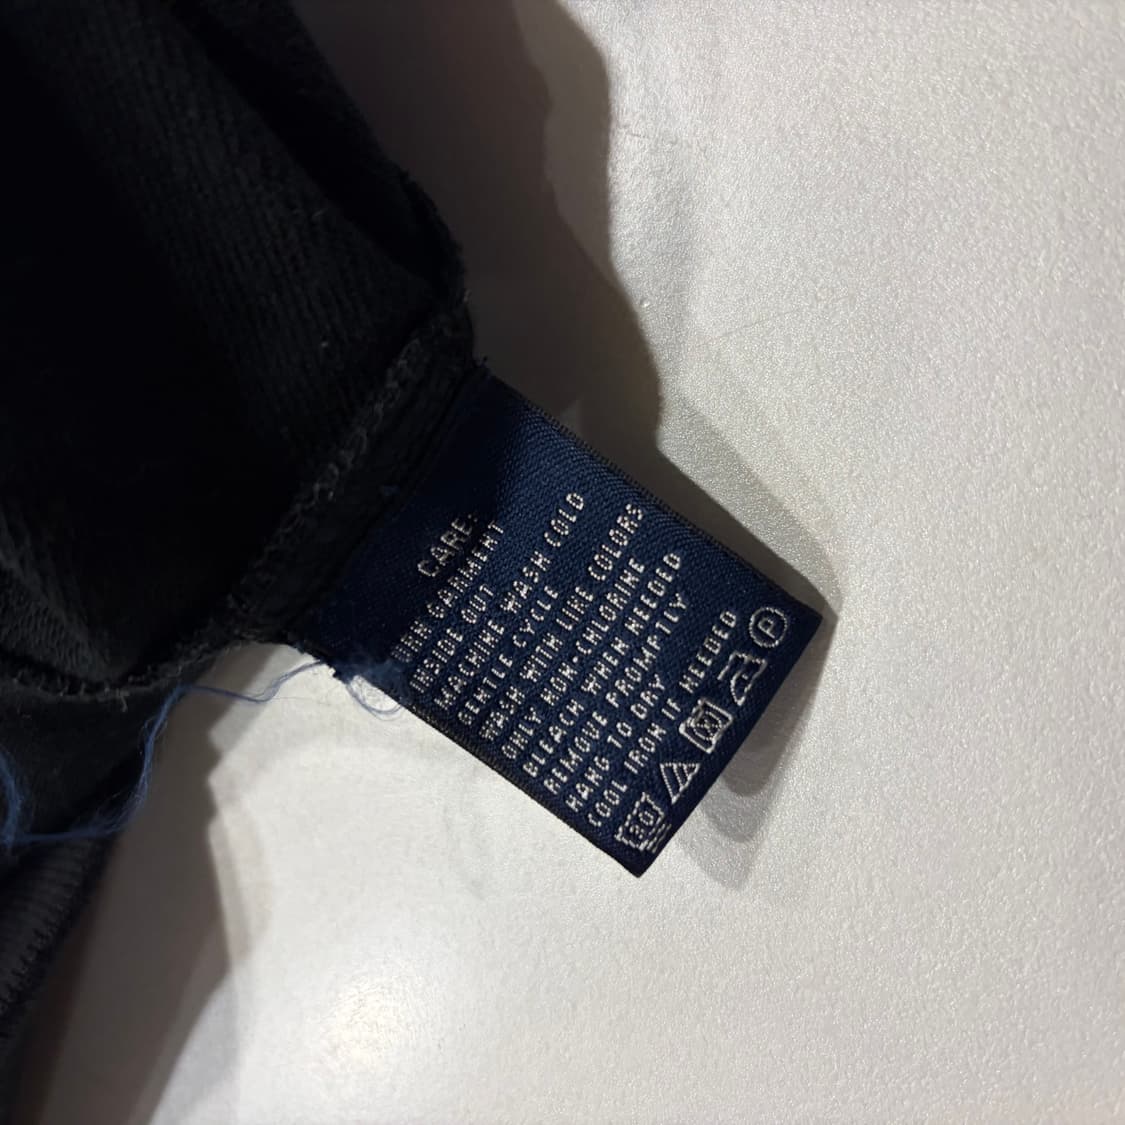 CARE:
TURN GARMENT
INSIDE OUT
MACHINE WASH COLD
GENTLE CYCLE
WASH WITH LIKE COLORS
ONLY NON-CHLORINE
BLEACH WHEN NEEDED
REMOVE PROMPTLY
HANG TO DRY
COOL IRON IF NEEDED
30
P